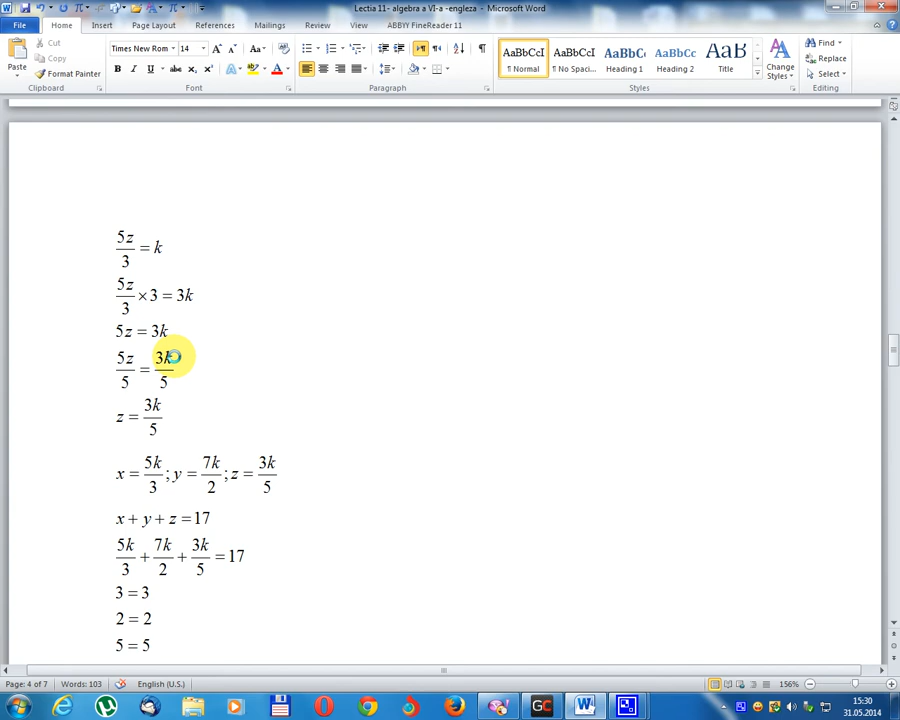 Lectia 11- algebra a VI-a -engleza - Microsoft Word
File Home Insert Page Layout References Mailings Review View ABBYY FineReader 11
Cut
Copy
Format Painter
Paste
Clipboard
Times New Rom 14
B I U abc x₂ x²
Font
Paragraph
AaBbCcI AaBbCcI AaBbC AaBbCc AaB
¶ Normal ¶ No Spaci... Heading 1 Heading 2 Title
Change Styles
Styles
Find
Replace
Select
Editing
5z/3 = k
5z/3 × 3 = 3k
5z = 3k
5z/5 = 3k/5
z = 3k/5
x = 5k/3 ; y = 7k/2 ; z = 3k/5
x + y + z = 17
5k/3 + 7k/2 + 3k/5 = 17
3 = 3
2 = 2
5 = 5
Page: 4 of 7 Words: 103 English (U.S.) 156%
15:30
31.05.2014